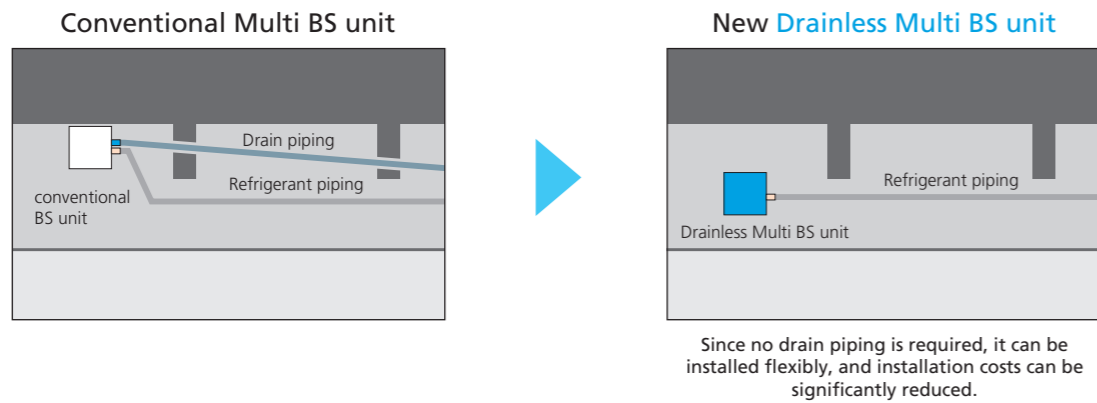 Conventional Multi BS unit
Drain piping
Refrigerant piping
conventional
BS unit
New Drainless Multi BS unit
Refrigerant piping
Drainless Multi BS unit
Since no drain piping is required, it can be
installed flexibly, and installation costs can be
significantly reduced.